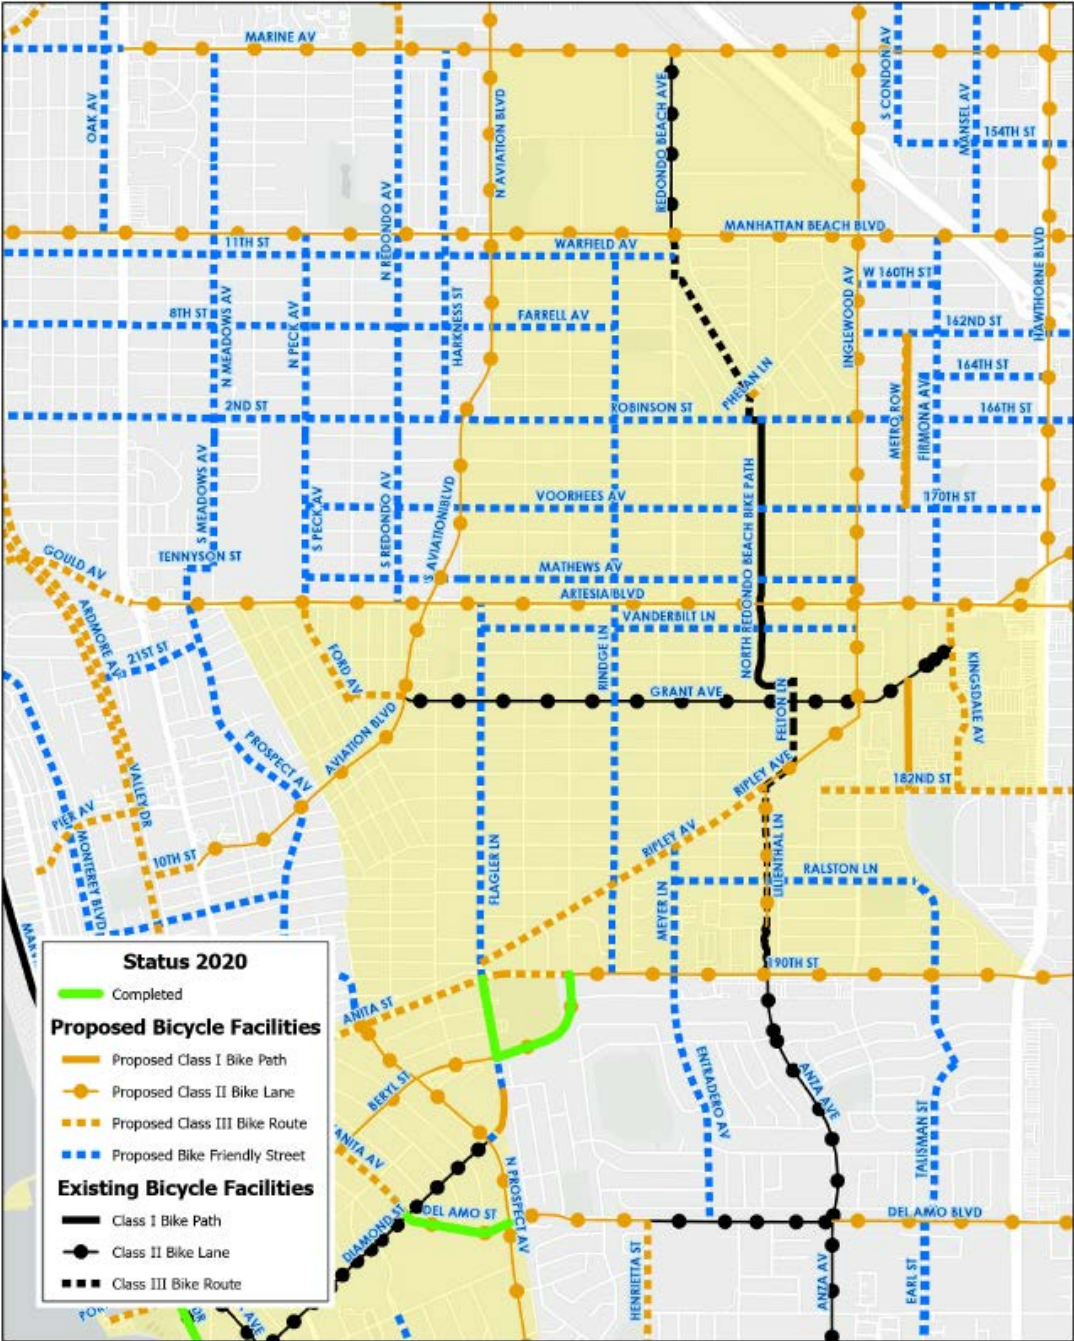 MARINE AV
OAK AV
N AVIATION BLVD
REDONDO BEACH AVE
S CONDON AV
MANSEL AV
154TH ST
N REDONDO AV
MANHATTAN BEACH BLVD
11TH ST
WARFIELD AV
W 160TH ST
HAWTHORNE BLVD
INGLEWOOD AV
N MEADOWS AV
N PECK AV
HARKNESS ST
8TH ST
FARRELL AV
162ND ST
164TH ST
PHELAN LN
METRO ROW
FIRMONA AVE
2ND ST
ROBINSON ST
166TH ST
S MEADOWS AV
S PECK AV
S REDONDO AV
S AVIATION BLVD
VOORHEES AV
170TH ST
NORTH REDONDO BEACH BIKE PATH
GOULD AV
TENNYSON ST
MATHEWS AV
ARTESIA BLVD
ARDMORE AV
VANDERBILT LN
21ST ST
FORD AV
RINDGE LN
KINGSDALE AV
GRANT AVE
FELTON LN
PROSPECT AV
AVIATION BLVD
VALLEY DR
RIPLEY AVE
182ND ST
PIER AV
MONTEREY BLVD
10TH ST
FLAGLER LN
RIPLEY AV
LILIENTHAL LN
MEYER LN
RALSTON LN
190TH ST
ANITA ST
Status 2020
Completed
Proposed Bicycle Facilities
Proposed Class I Bike Path
Proposed Class II Bike Lane
Proposed Class III Bike Route
Proposed Bike Friendly Street
Existing Bicycle Facilities
Class I Bike Path
Class II Bike Lane
Class III Bike Route
BERYL ST
ENTRADERO AV
ANZA AVE
TALISMAN ST
N PROSPECT AV
DEL AMO ST
DIAMOND ST
DEL AMO BLVD
HENRIETTA ST
ANZA AV
EARL ST